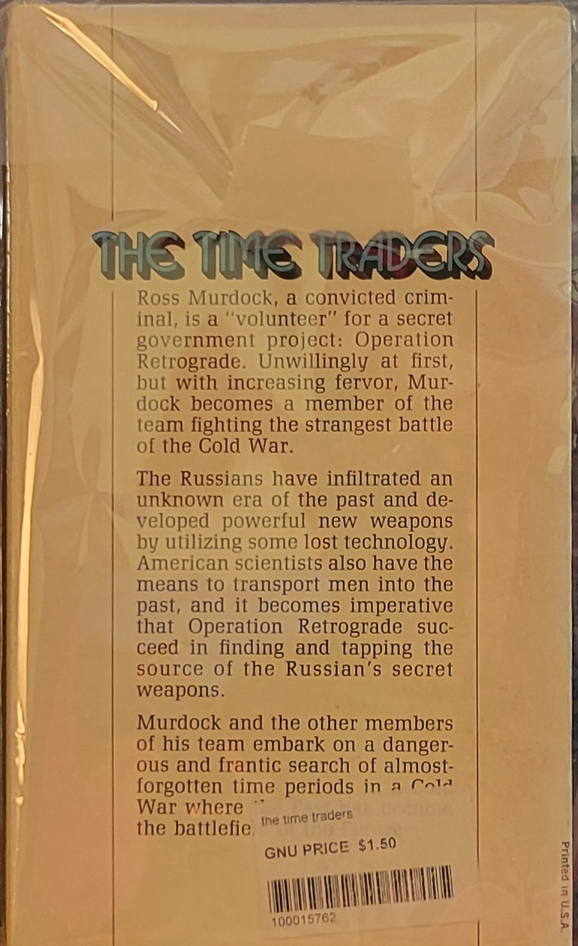 THE TIME TRADERS
Ross Murdock, a convicted crim-
inal, is a "volunteer" for a secret
government project: Operation
Retrograde. Unwillingly at first,
but with increasing fervor, Mur-
dock becomes a member of the
team fighting the strangest battle
of the Cold War.
The Russians have infiltrated an
unknown era of the past and de-
veloped powerful new weapons
by utilizing some lost technology.
American scientists also have the
means to transport men into the
past, and it becomes imperative
that Operation Retrograde suc-
ceed in finding and tapping the
source of the Russian's secret
weapons.
Murdock and the other members
of his team embark on a danger-
ous and frantic search of almost-
forgotten time periods in a Cold
War where
the battlefie
the time traders
GNU PRICE $1.50
100015762
Printed in U.S.A.